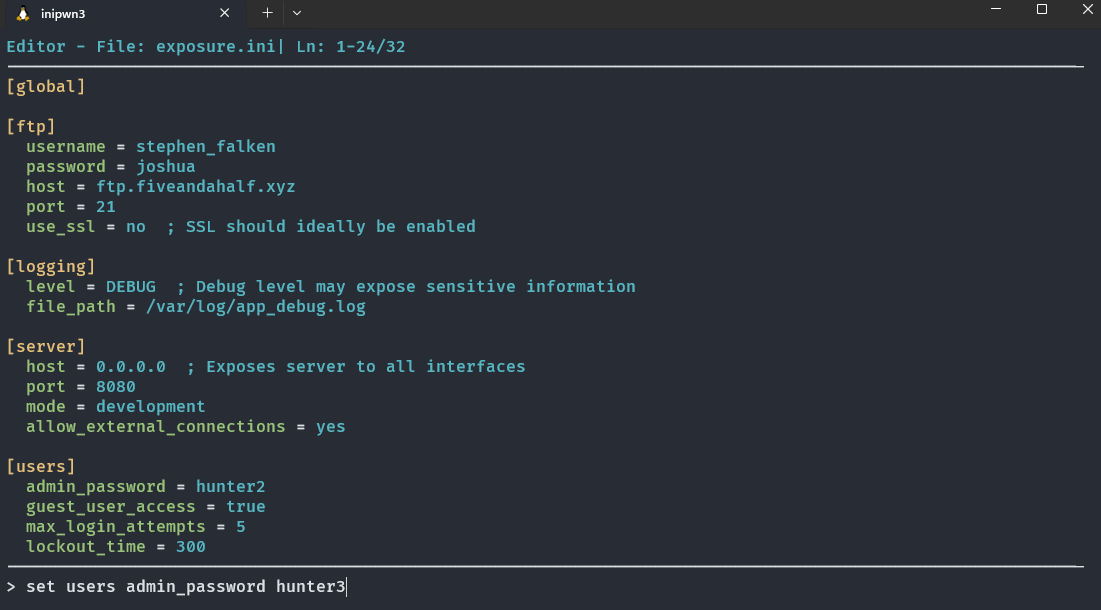 inipwn3
Editor - File: exposure.ini| Ln: 1-24/32
[global]
[ftp]
username = stephen_falken
password = joshua
host = ftp.fiveandahalf.xyz
port = 21
use_ssl = no  ; SSL should ideally be enabled
[logging]
level = DEBUG  ; Debug level may expose sensitive information
file_path = /var/log/app_debug.log
[server]
host = 0.0.0.0  ; Exposes server to all interfaces
port = 8080
mode = development
allow_external_connections = yes
[users]
admin_password = hunter2
guest_user_access = true
max_login_attempts = 5
lockout_time = 300
> set users admin_password hunter3